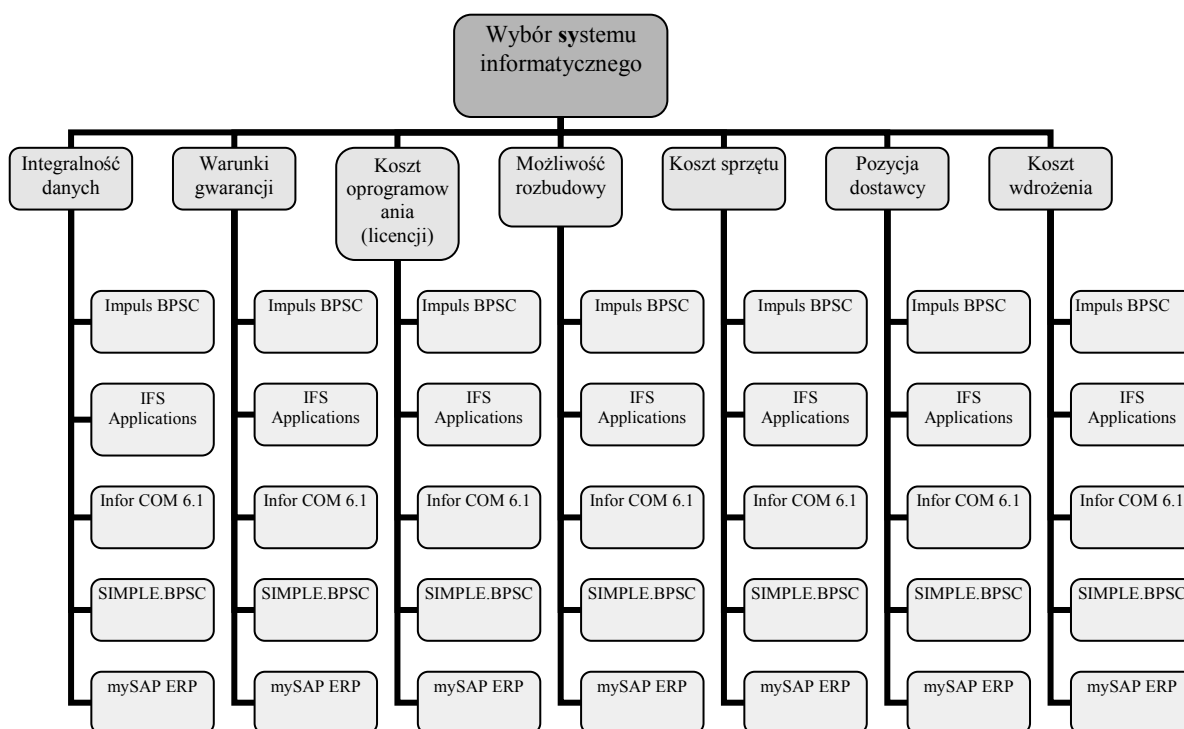 Wybór systemu
informatycznego
Integralność
danych
Warunki
gwarancji
Koszt
oprogramow
ania
(licencji)
Możliwość
rozbudowy
Koszt sprzętu
Pozycja
dostawcy
Koszt
wdrożenia
Impuls BPSC
Impuls BPSC
Impuls BPSC
Impuls BPSC
Impuls BPSC
Impuls BPSC
Impuls BPSC
IFS
Applications
IFS
Applications
IFS
Applications
IFS
Applications
IFS
Applications
IFS
Applications
IFS
Applications
Infor COM 6.1
Infor COM 6.1
Infor COM 6.1
Infor COM 6.1
Infor COM 6.1
Infor COM 6.1
Infor COM 6.1
SIMPLE.BPSC
SIMPLE.BPSC
SIMPLE.BPSC
SIMPLE.BPSC
SIMPLE.BPSC
SIMPLE.BPSC
SIMPLE.BPSC
mySAP ERP
mySAP ERP
mySAP ERP
mySAP ERP
mySAP ERP
mySAP ERP
mySAP ERP